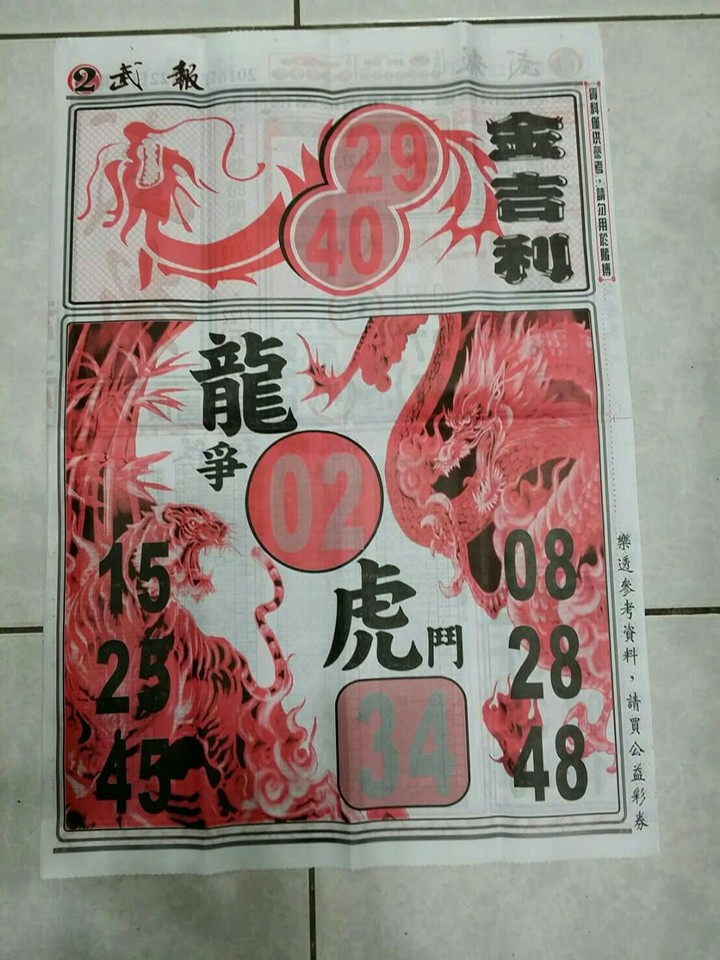 2 武報
29
40
金吉利
資料僅供參考，請勿用於賭博
龍
爭
02
虎
鬥
34
15
25
45
08
28
48
樂透參考資料，請買公益彩券